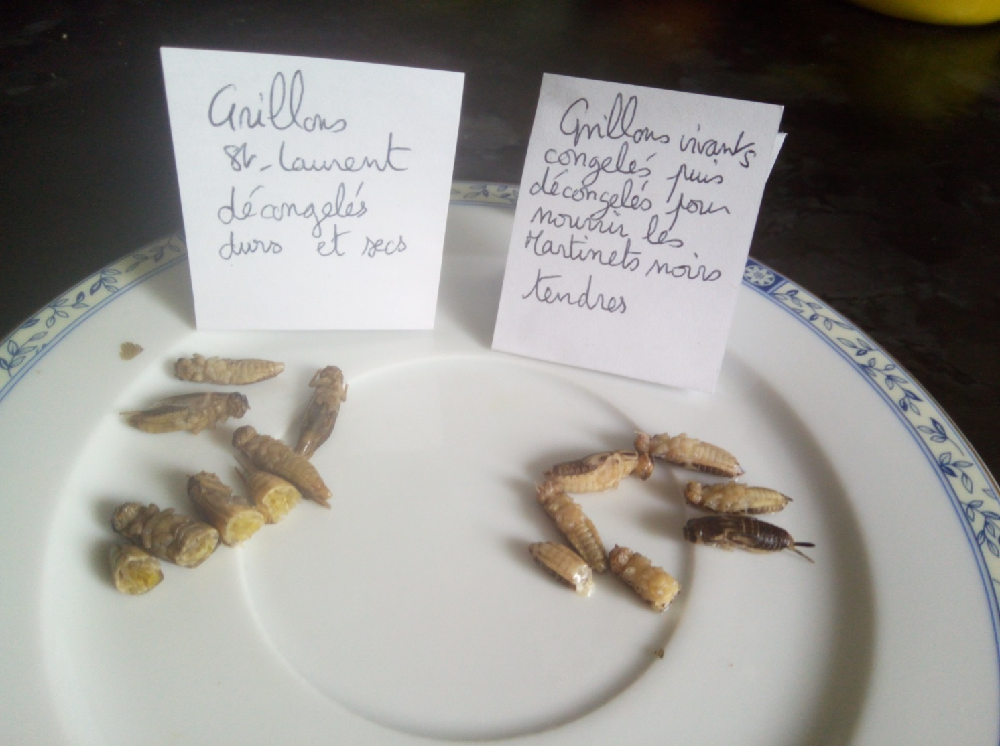 Grillons
St-Laurent
décongelés
durs et secs
Grillons vivants
congelés puis
décongelés pour
nourrir les
Martinets noirs
tendres